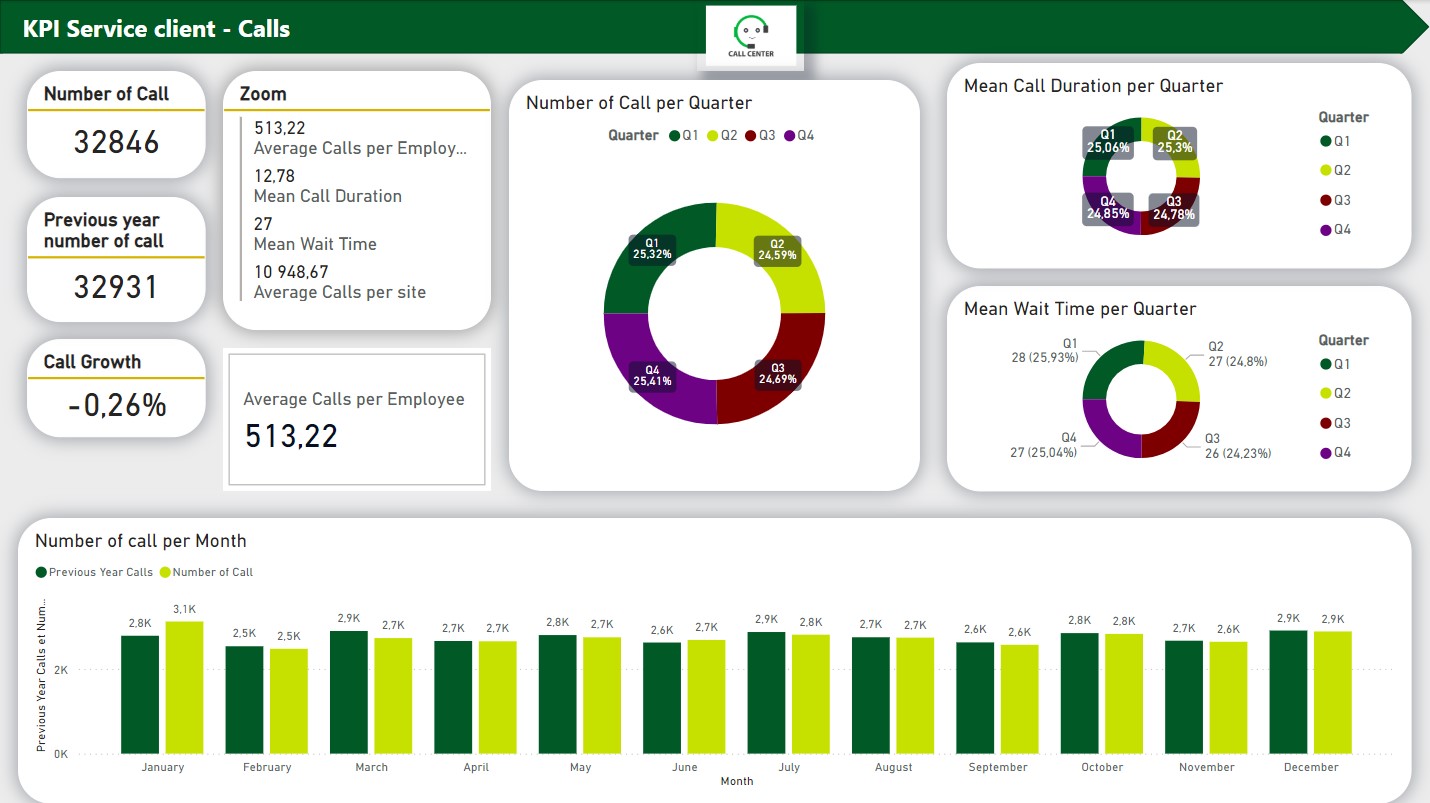 KPI Service client - Calls
CALL CENTER
Number of Call
32846
Previous year
number of call
32931
Call Growth
-0,26%
Zoom
513,22
Average Calls per Employ...
12,78
Mean Call Duration
27
Mean Wait Time
10 948,67
Average Calls per site
Average Calls per Employee
513,22
Number of Call per Quarter
Quarter Q1 Q2 Q3 Q4
Q1
25,32%
Q2
24,59%
Q4
25,41%
Q3
24,69%
Mean Call Duration per Quarter
Q1
25,06%
Q2
25,3%
Q4
24,85%
Q3
24,78%
Quarter
Q1
Q2
Q3
Q4
Mean Wait Time per Quarter
Q1
28 (25,93%)
Q2
27 (24,8%)
Q4
27 (25,04%)
Q3
26 (24,23%)
Quarter
Q1
Q2
Q3
Q4
Number of call per Month
Previous Year Calls Number of Call
Previous Year Calls et Num...
2K
0K
2,8K 3,1K 2,5K 2,5K 2,9K 2,7K 2,7K 2,7K 2,8K 2,7K 2,6K 2,7K 2,9K 2,8K 2,7K 2,7K 2,6K 2,6K 2,8K 2,8K 2,7K 2,6K 2,9K 2,9K
January February March April May June July August September October November December
Month